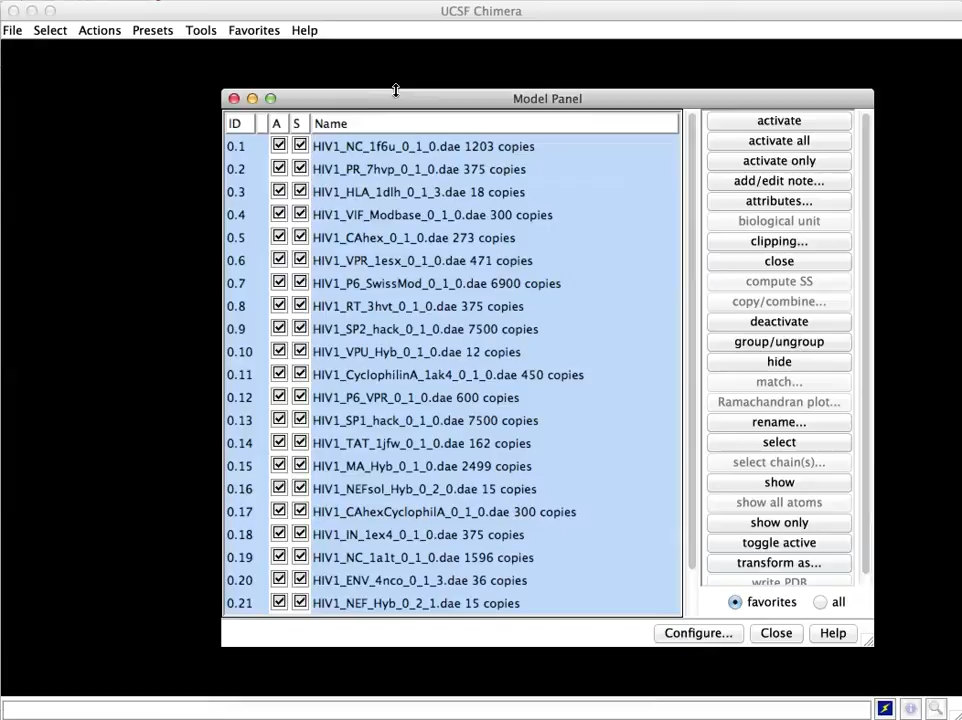 UCSF Chimera
File Select Actions Presets Tools Favorites Help
Model Panel
ID A S Name
0.1 HIV1_NC_1f6u_0_1_0.dae 1203 copies
0.2 HIV1_PR_7hvp_0_1_0.dae 375 copies
0.3 HIV1_HLA_1dlh_0_1_3.dae 18 copies
0.4 HIV1_VIF_Modbase_0_1_0.dae 300 copies
0.5 HIV1_CAhex_0_1_0.dae 273 copies
0.6 HIV1_VPR_1esx_0_1_0.dae 471 copies
0.7 HIV1_P6_SwissMod_0_1_0.dae 6900 copies
0.8 HIV1_RT_3hvt_0_1_0.dae 375 copies
0.9 HIV1_SP2_hack_0_1_0.dae 7500 copies
0.10 HIV1_VPU_Hyb_0_1_0.dae 12 copies
0.11 HIV1_CyclophilinA_1ak4_0_1_0.dae 450 copies
0.12 HIV1_P6_VPR_0_1_0.dae 600 copies
0.13 HIV1_SP1_hack_0_1_0.dae 7500 copies
0.14 HIV1_TAT_1jfw_0_1_0.dae 162 copies
0.15 HIV1_MA_Hyb_0_1_0.dae 2499 copies
0.16 HIV1_NEFsol_Hyb_0_2_0.dae 15 copies
0.17 HIV1_CAhexCyclophilA_0_1_0.dae 300 copies
0.18 HIV1_IN_1ex4_0_1_0.dae 375 copies
0.19 HIV1_NC_1a1t_0_1_0.dae 1596 copies
0.20 HIV1_ENV_4nco_0_1_3.dae 36 copies
0.21 HIV1_NEF_Hyb_0_2_1.dae 15 copies
activate
activate all
activate only
add/edit note...
attributes...
biological unit
clipping...
close
compute SS
copy/combine...
deactivate
group/ungroup
hide
match...
Ramachandran plot...
rename...
select
select chain(s)...
show
show all atoms
show only
toggle active
transform as...
write PDB
favorites all
Configure... Close Help